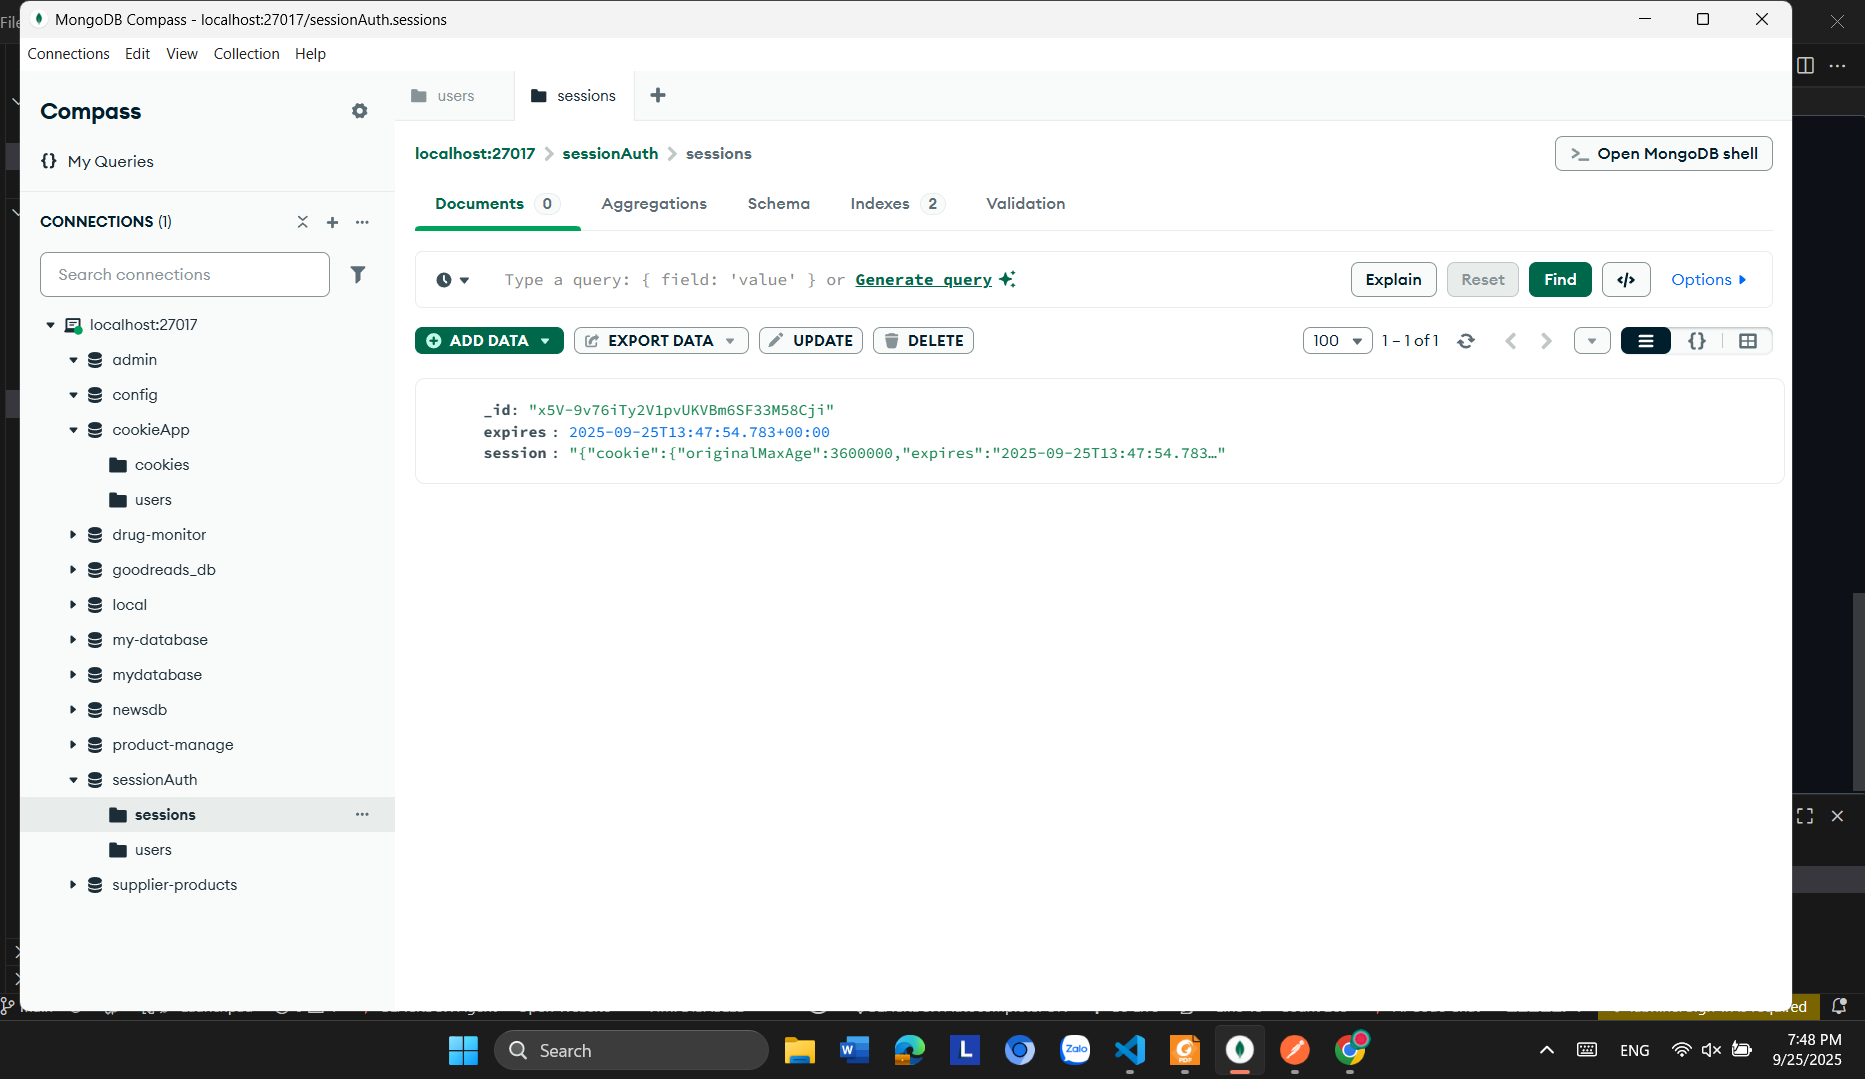 File
MongoDB Compass - localhost:27017/sessionAuth.sessions
Connections Edit View Collection Help
Compass
My Queries
CONNECTIONS (1)
Search connections
localhost:27017
admin
config
cookieApp
cookies
users
drug-monitor
goodreads_db
local
my-database
mydatabase
newsdb
product-manage
sessionAuth
sessions
users
supplier-products
users
sessions
localhost:27017 sessionAuth sessions
Open MongoDB shell
Documents 0 Aggregations Schema Indexes 2 Validation
Type a query: { field: 'value' } or Generate query
Explain Reset Find </> Options
ADD DATA EXPORT DATA UPDATE DELETE
100 1 – 1 of 1 {}
_id: "x5V-9v76iTy2V1pvUKVBm6SF33M58Cji"
expires : 2025-09-25T13:47:54.783+00:00
session : "{"cookie":{"originalMaxAge":3600000,"expires":"2025-09-25T13:47:54.783…"
Search
Zalo
ENG
7:48 PM
9/25/2025